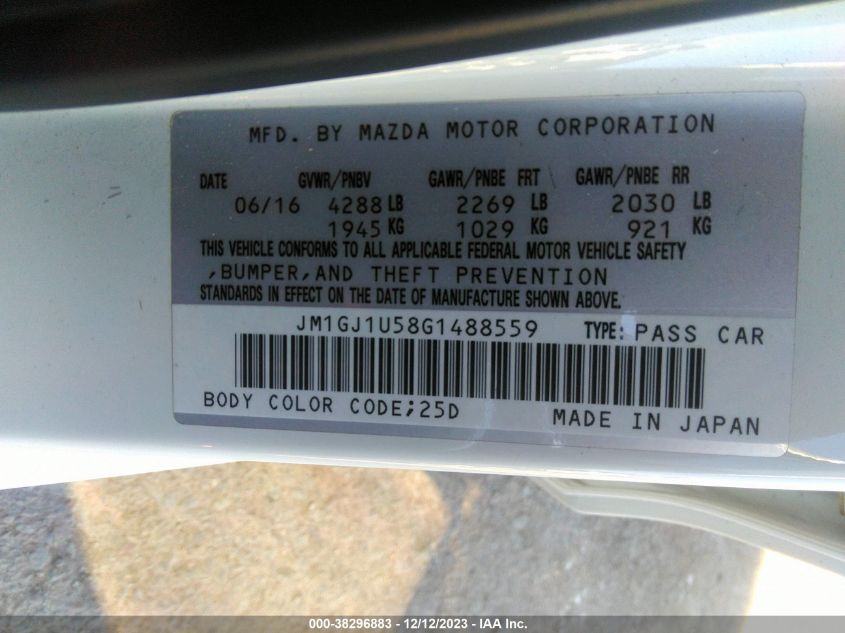 MFD. BY MAZDA MOTOR CORPORATION
DATE GVWR/PNBV GAWR/PNBE FRT GAWR/PNBE RR
06/16 4288 LB 2269 LB 2030 LB
1945 KG 1029 KG 921 KG
THIS VEHICLE CONFORMS TO ALL APPLICABLE FEDERAL MOTOR VEHICLE SAFETY
,BUMPER,AND THEFT PREVENTION
STANDARDS IN EFFECT ON THE DATE OF MANUFACTURE SHOWN ABOVE.
JM1GJ1U58G1488559 TYPE: PASS CAR
BODY COLOR CODE;25D MADE IN JAPAN
000-38296883 - 12/12/2023 - IAA Inc.